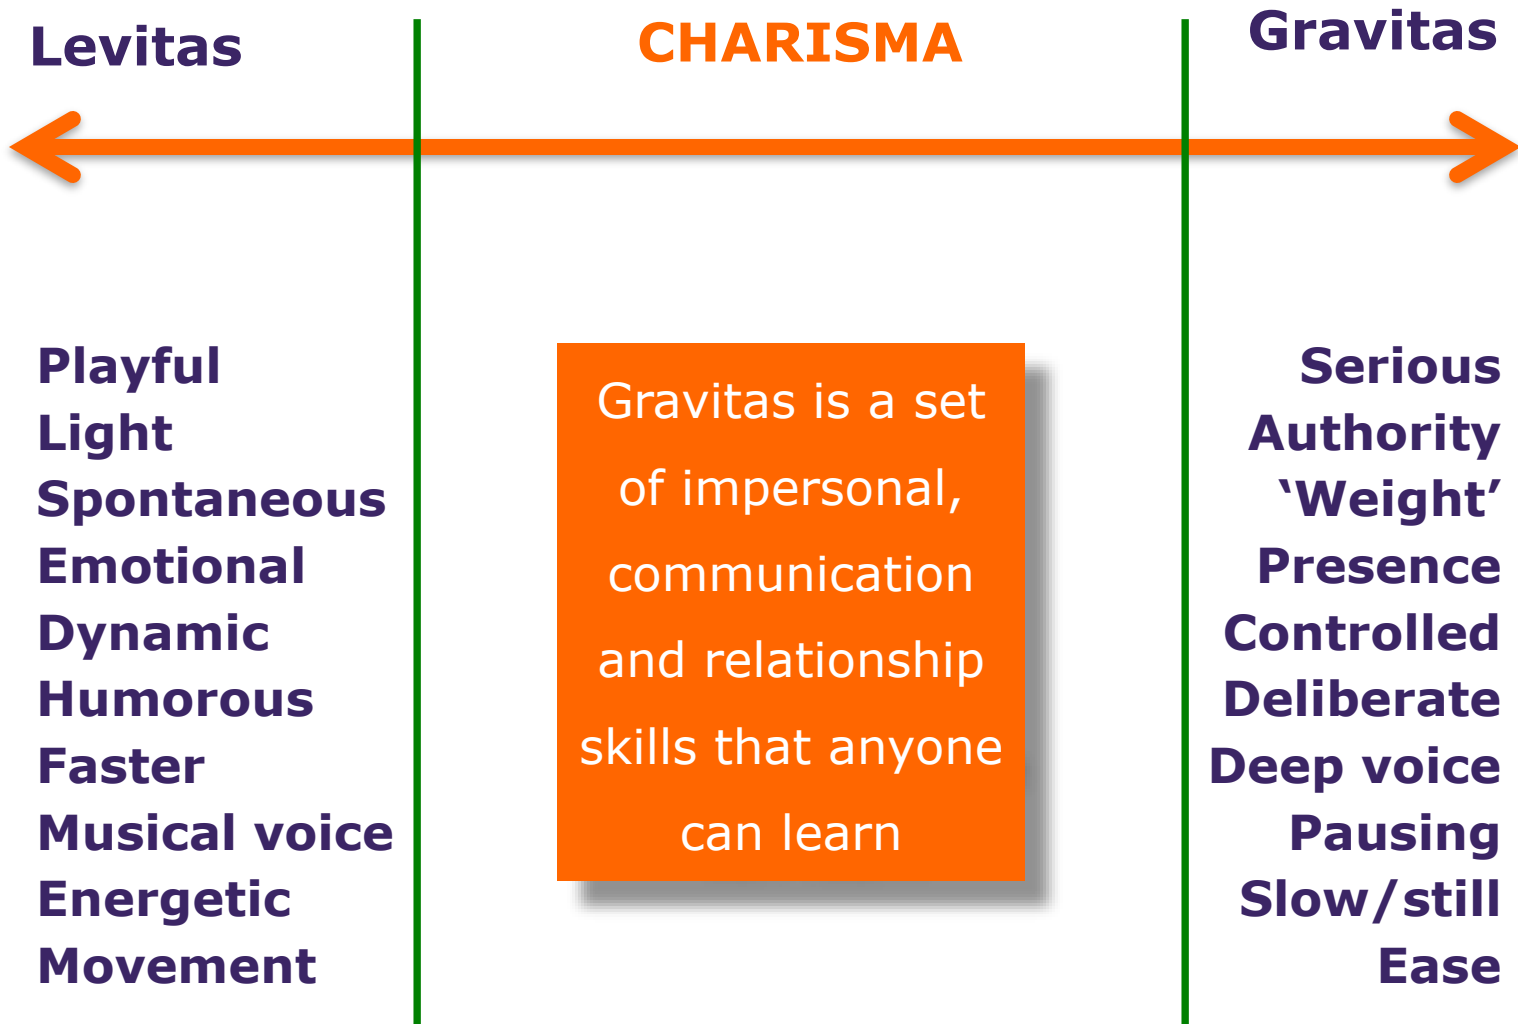 Levitas
CHARISMA
Gravitas
Playful
Light
Spontaneous
Emotional
Dynamic
Humorous
Faster
Musical voice
Energetic
Movement
Gravitas is a set
of impersonal,
communication
and relationship
skills that anyone
can learn
Serious
Authority
‘Weight’
Presence
Controlled
Deliberate
Deep voice
Pausing
Slow/still
Ease